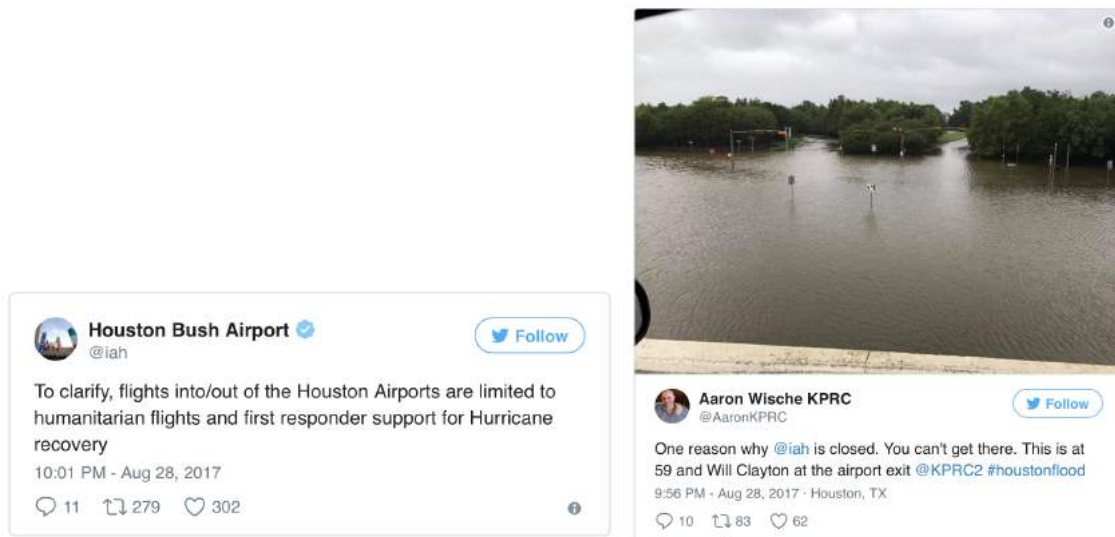 Houston Bush Airport
@iah
Follow
To clarify, flights into/out of the Houston Airports are limited to
humanitarian flights and first responder support for Hurricane
recovery
10:01 PM - Aug 28, 2017
11 279 302
Aaron Wische KPRC
@AaronKPRC
Follow
One reason why @iah is closed. You can't get there. This is at
59 and Will Clayton at the airport exit @KPRC2 #houstonflood
9:56 PM - Aug 28, 2017 · Houston, TX
10 83 62